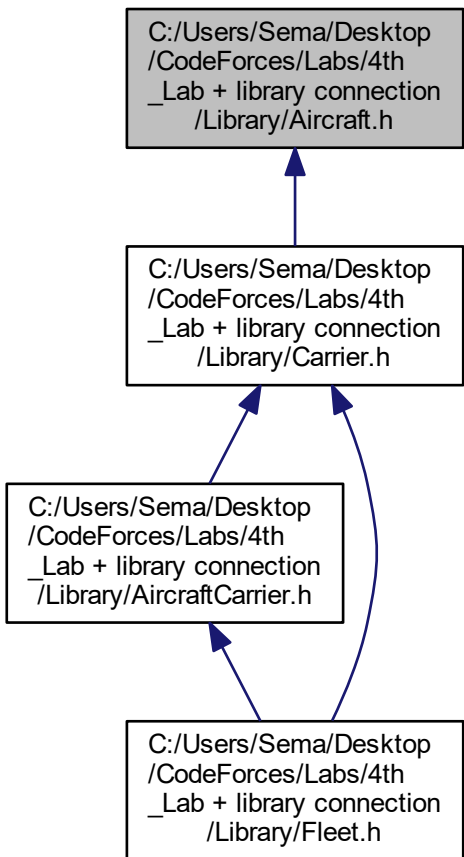 C:/Users/Sema/Desktop
/CodeForces/Labs/4th
_Lab + library connection
/Library/Aircraft.h
C:/Users/Sema/Desktop
/CodeForces/Labs/4th
_Lab + library connection
/Library/Carrier.h
C:/Users/Sema/Desktop
/CodeForces/Labs/4th
_Lab + library connection
/Library/AircraftCarrier.h
C:/Users/Sema/Desktop
/CodeForces/Labs/4th
_Lab + library connection
/Library/Fleet.h